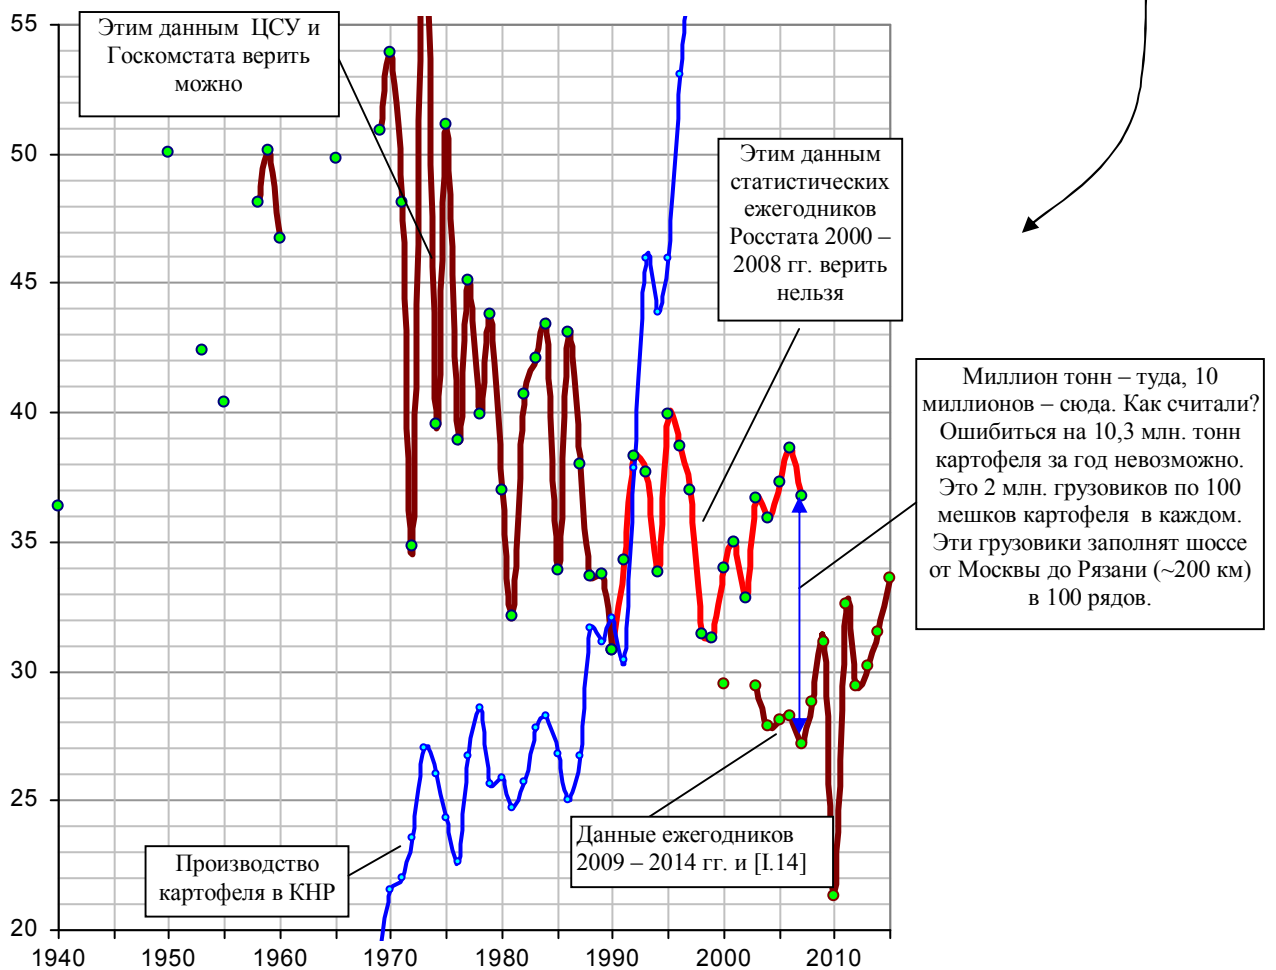 55
50
45
40
35
30
25
20
Этим данным ЦСУ и
Госкомстата верить
можно
Этим данным
статистических
ежегодников
Росстата 2000 –
2008 гг. верить
нельзя
Миллион тонн – туда, 10
миллионов – сюда. Как считали?
Ошибиться на 10,3 млн. тонн
картофеля за год невозможно.
Это 2 млн. грузовиков по 100
мешков картофеля в каждом.
Эти грузовики заполнят шоссе
от Москвы до Рязани (~200 км)
в 100 рядов.
Данные ежегодников
2009 – 2014 гг. и [I.14]
Производство
картофеля в КНР
1940 1950 1960 1970 1980 1990 2000 2010